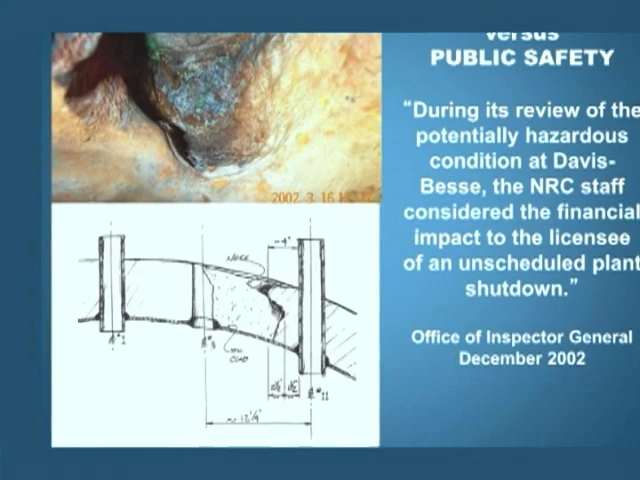 versus
PUBLIC SAFETY
“During its review of the
potentially hazardous
condition at Davis-
Besse, the NRC staff
considered the financial
impact to the licensee
of an unscheduled plant
shutdown.”
Office of Inspector General
December 2002
2002. 3. 16
~4"
NOZZLE